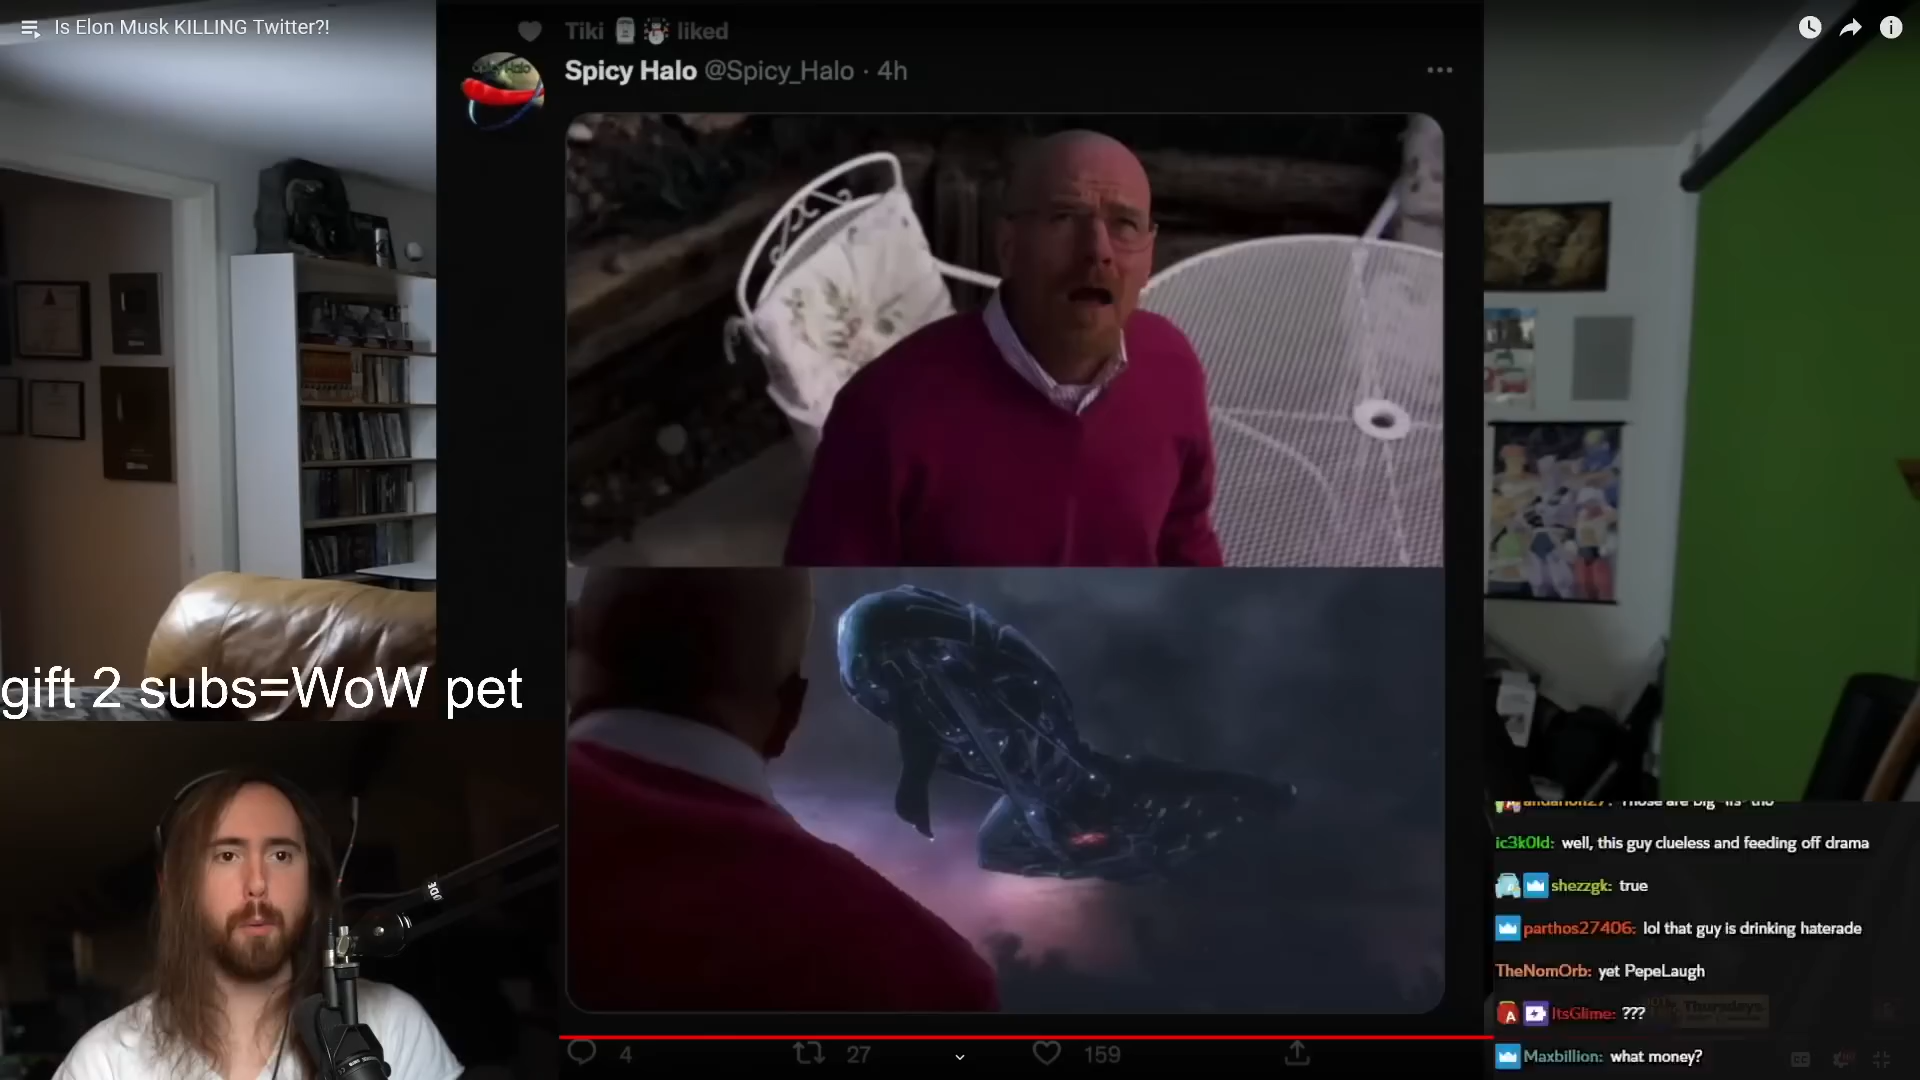 Is Elon Musk KILLING Twitter?!
Tiki liked
Spicy Halo @Spicy_Halo · 4h
gift 2 subs=WoW pet
ic3k0ld: well, this guy clueless and feeding off drama
shezzgk: true
parthos27406: lol that guy is drinking haterade
TheNomOrb: yet PepeLaugh
ItsGlime: ???
Maxbillion: what money?
4 27 159